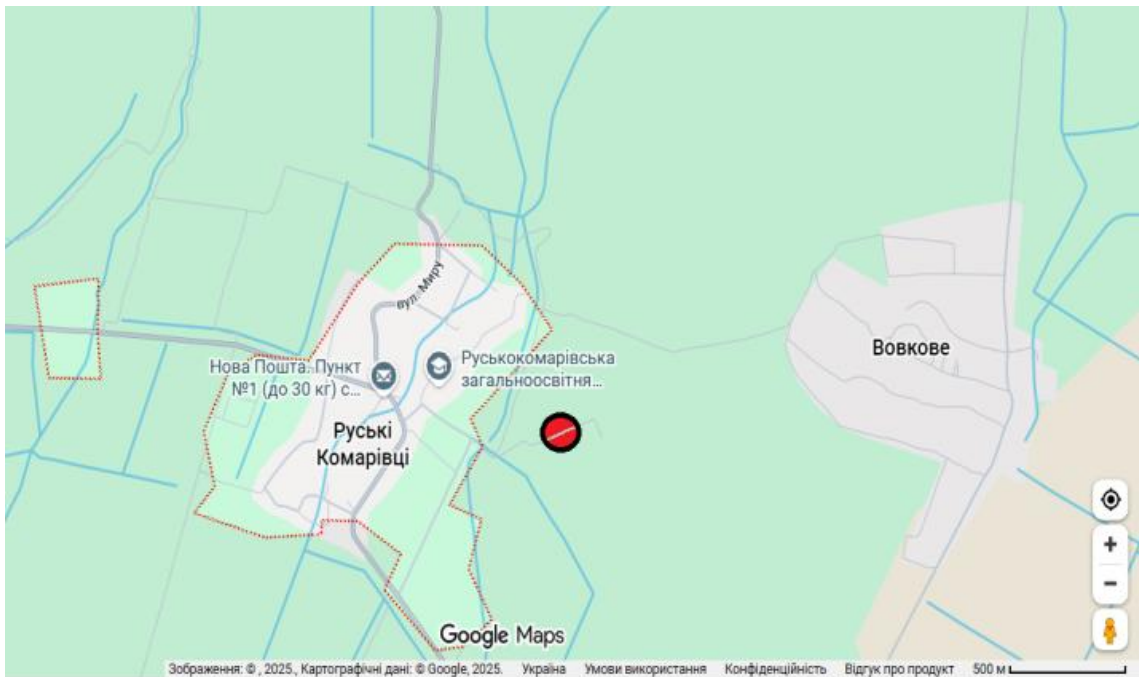 вул. Миру
Нова Пошта. Пункт
№1 (до 30 кг) с...
Руськокомарівська
загальноосвітня...
Вовкове
Руські
Комарівці
Google Maps
Зображення: © , 2025., Картографічні дані: © Google, 2025. Україна Умови використання Конфіденційність Відгук про продукт 500 м